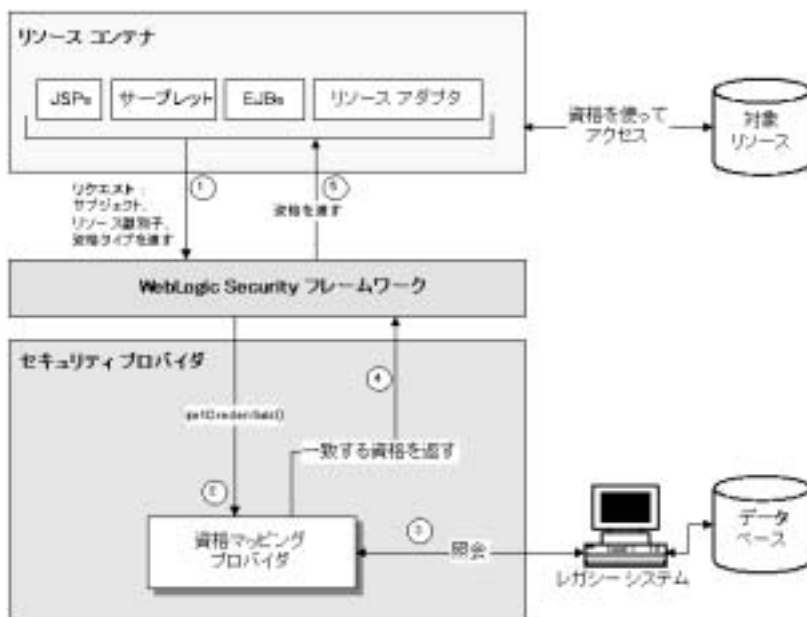 リソース コンテナ
JSPs
サーブレット
EJBs
リソース アダプタ
資格を使って
アクセス
対象
リソース
1
リクエスト :
サブジェクト、
リソース識別子、
資格タイプを渡す
5
資格を渡す
WebLogic Security フレームワーク
セキュリティ プロバイダ
4
getCredentials()
一致する資格を返す
2
資格マッピング
プロバイダ
3
照会
レガシー システム
データ
ベース